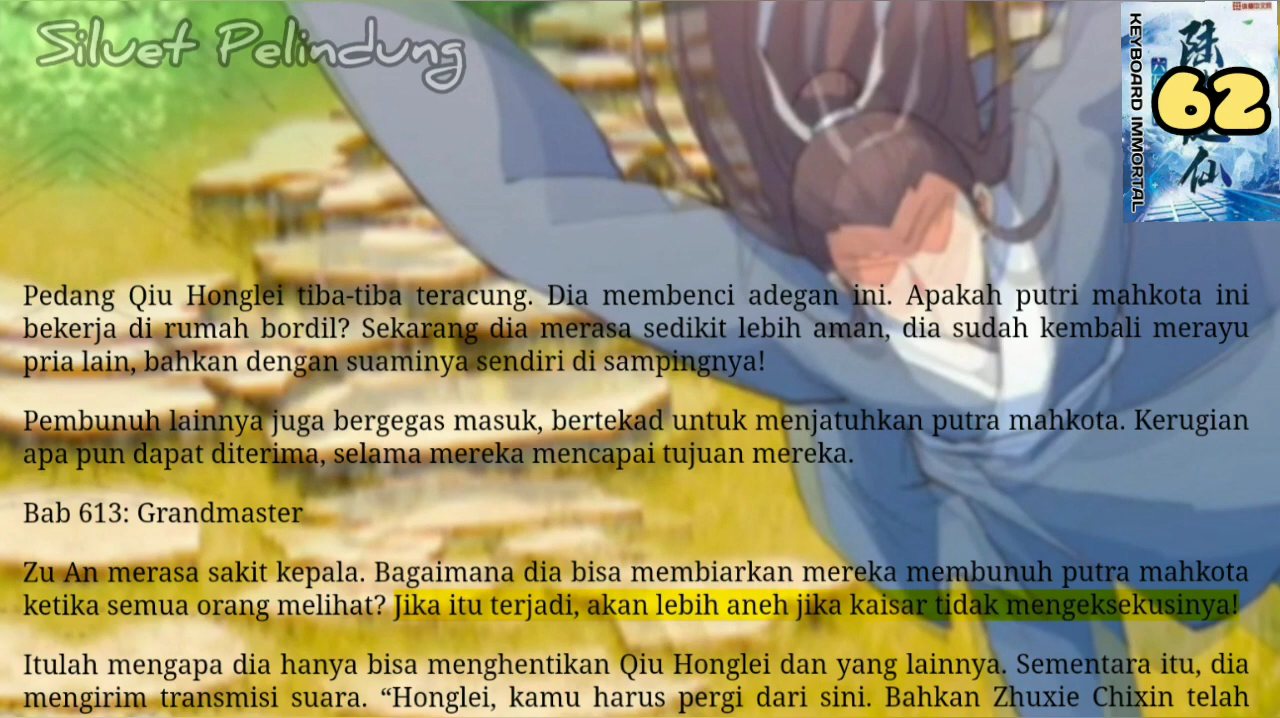 Siluet Pelindung
KEYBOARD IMMORTAL
62
Pedang Qiu Honglei tiba-tiba teracung. Dia membenci adegan ini. Apakah putri mahkota ini
bekerja di rumah bordil? Sekarang dia merasa sedikit lebih aman, dia sudah kembali merayu
pria lain, bahkan dengan suaminya sendiri di sampingnya!
Pembunuh lainnya juga bergegas masuk, bertekad untuk menjatuhkan putra mahkota. Kerugian
apa pun dapat diterima, selama mereka mencapai tujuan mereka.
Bab 613: Grandmaster
Zu An merasa sakit kepala. Bagaimana dia bisa membiarkan mereka membunuh putra mahkota
ketika semua orang melihat? Jika itu terjadi, akan lebih aneh jika kaisar tidak mengeksekusinya!
Itulah mengapa dia hanya bisa menghentikan Qiu Honglei dan yang lainnya. Sementara itu, dia
mengirim transmisi suara. “Honglei, kamu harus pergi dari sini. Bahkan Zhuxie Chixin telah